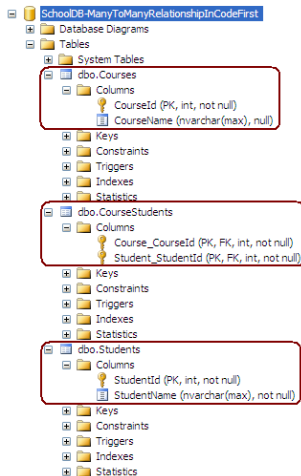 SchoolDB-ManyToManyRelationshipInCodeFirst
Database Diagrams
Tables
System Tables
dbo.Courses
Columns
CourseId (PK, int, not null)
CourseName (nvarchar(max), null)
Keys
Constraints
Triggers
Indexes
Statistics
dbo.CourseStudents
Columns
Course_CourseId (PK, FK, int, not null)
Student_StudentId (PK, FK, int, not null)
Keys
Constraints
Triggers
Indexes
Statistics
dbo.Students
Columns
StudentId (PK, int, not null)
StudentName (nvarchar(max), not null)
Keys
Constraints
Triggers
Indexes
Statistics